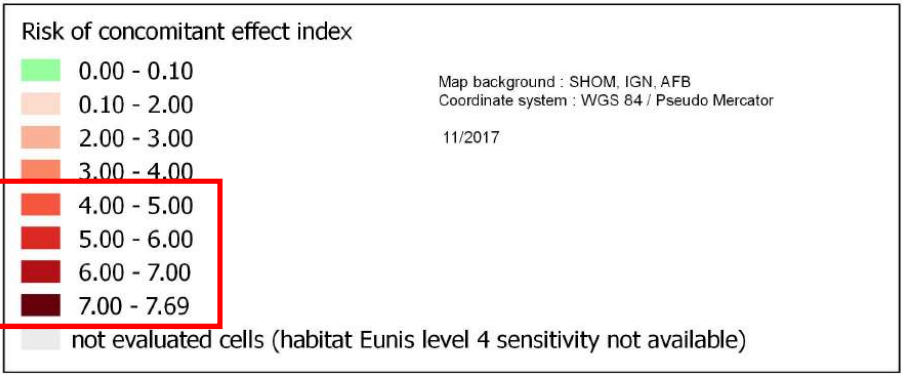 Risk of concomitant effect index
0.00 - 0.10
0.10 - 2.00
2.00 - 3.00
3.00 - 4.00
4.00 - 5.00
5.00 - 6.00
6.00 - 7.00
7.00 - 7.69
not evaluated cells (habitat Eunis level 4 sensitivity not available)
Map background : SHOM, IGN, AFB
Coordinate system : WGS 84 / Pseudo Mercator
11/2017